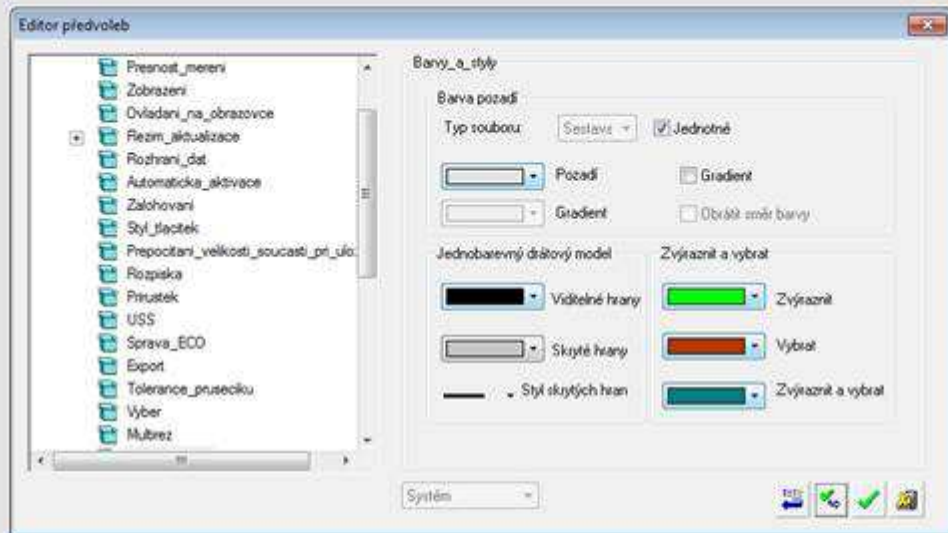 Editor předvoleb
Presnost_mereni
Zobrazeni
Ovladani_na_obrazovce
Rezim_aktualizace
Rozhrani_dat
Automaticka_aktivace
Zalohovani
Styl_tlacitek
Prepocitani_velikosti_soucasti_pri_uloz
Rozpiska
Prirustek
USS
Sprava_ECO
Export
Tolerance_pruseciku
Vyber
Multirez
Barvy_a_styly
Barva pozadí
Typ souboru: Sestava Jednotné
Pozadí Gradient
Gradient Obrátit směr barvy
Jednobarevný drátový model
Viditelné hrany
Skryté hrany
Styl skrytých hran
Zvýraznit a vybrat
Zvýraznit
Vybrat
Zvýraznit a vybrat
Systém